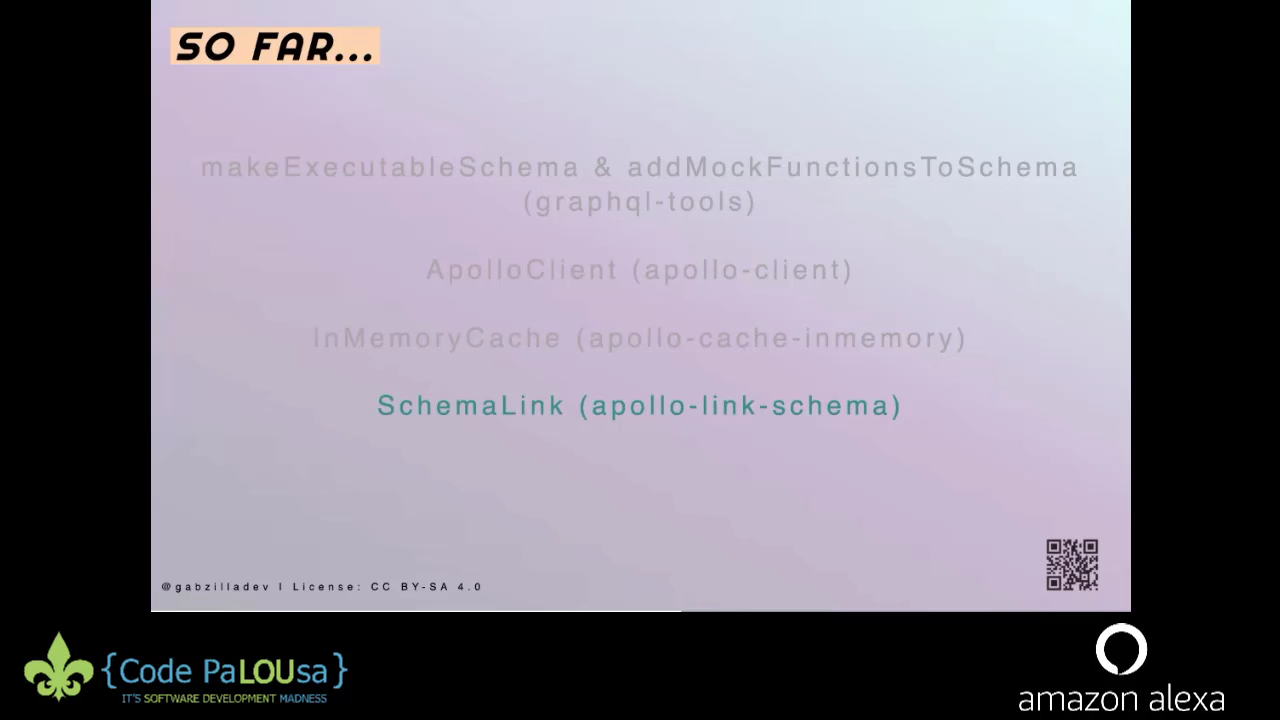 SO FAR...
makeExecutableSchema & addMockFunctionsToSchema
(graphql-tools)
ApolloClient (apollo-client)
InMemoryCache (apollo-cache-inmemory)
SchemaLink (apollo-link-schema)
@gabzilladev | License: CC BY-SA 4.0
{Code PaLOUsa}
IT'S SOFTWARE DEVELOPMENT MADNESS
amazon alexa